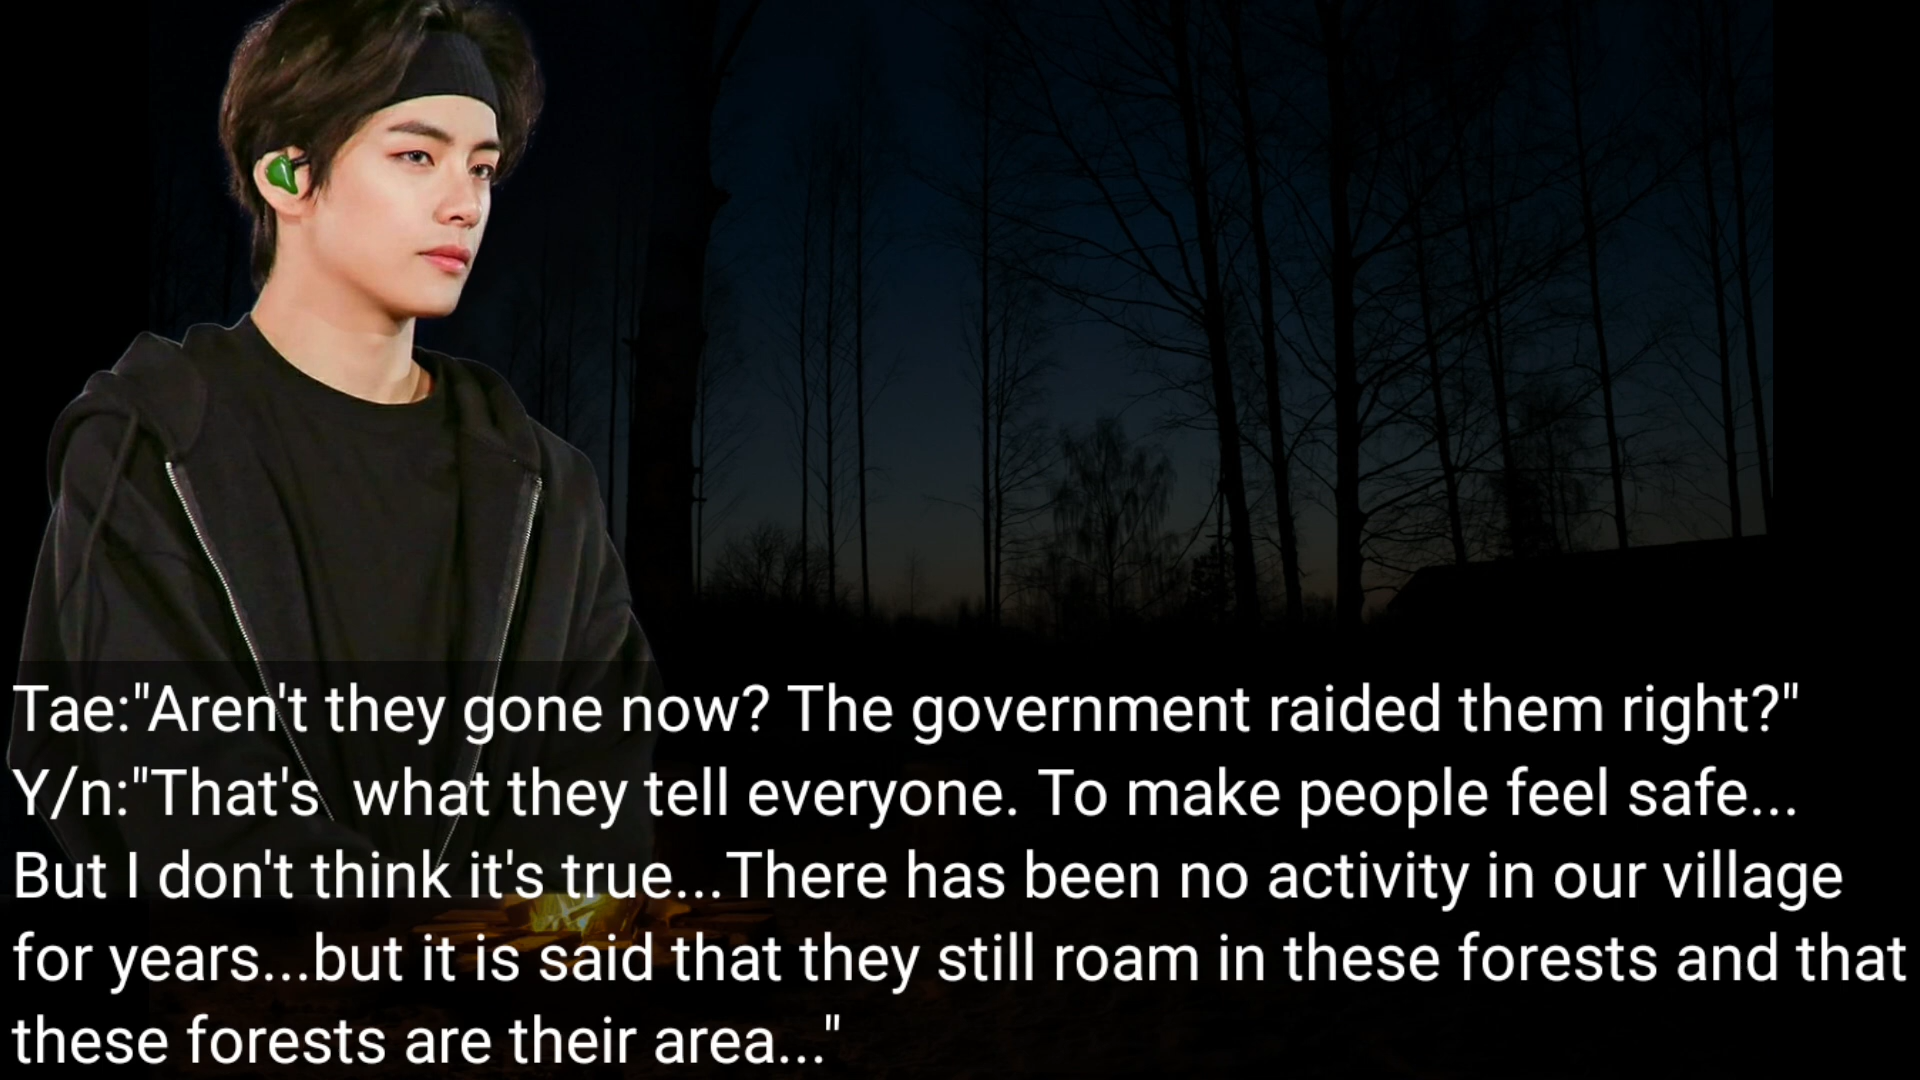 Tae:"Aren't they gone now? The government raided them right?"
Y/n:"That's  what they tell everyone. To make people feel safe...
But I don't think it's true...There has been no activity in our village
for years...but it is said that they still roam in these forests and that
these forests are their area..."